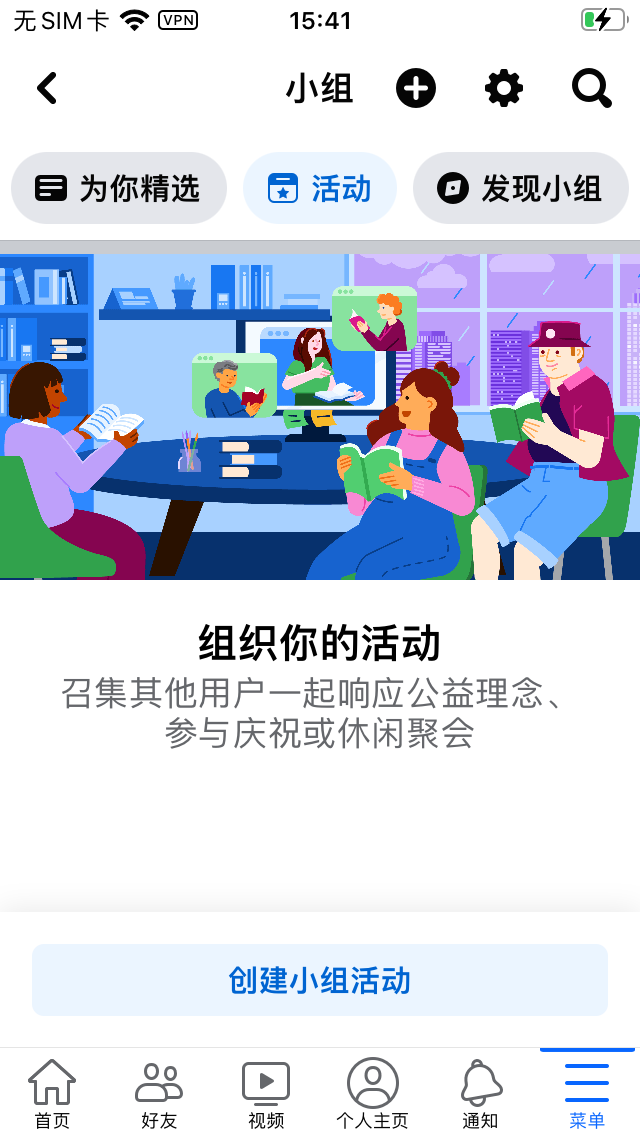 无SIM卡 VPN 15:41
小组
为你精选 活动 发现小组
组织你的活动
召集其他用户一起响应公益理念、
参与庆祝或休闲聚会
创建小组活动
首页 好友 视频 个人主页 通知 菜单